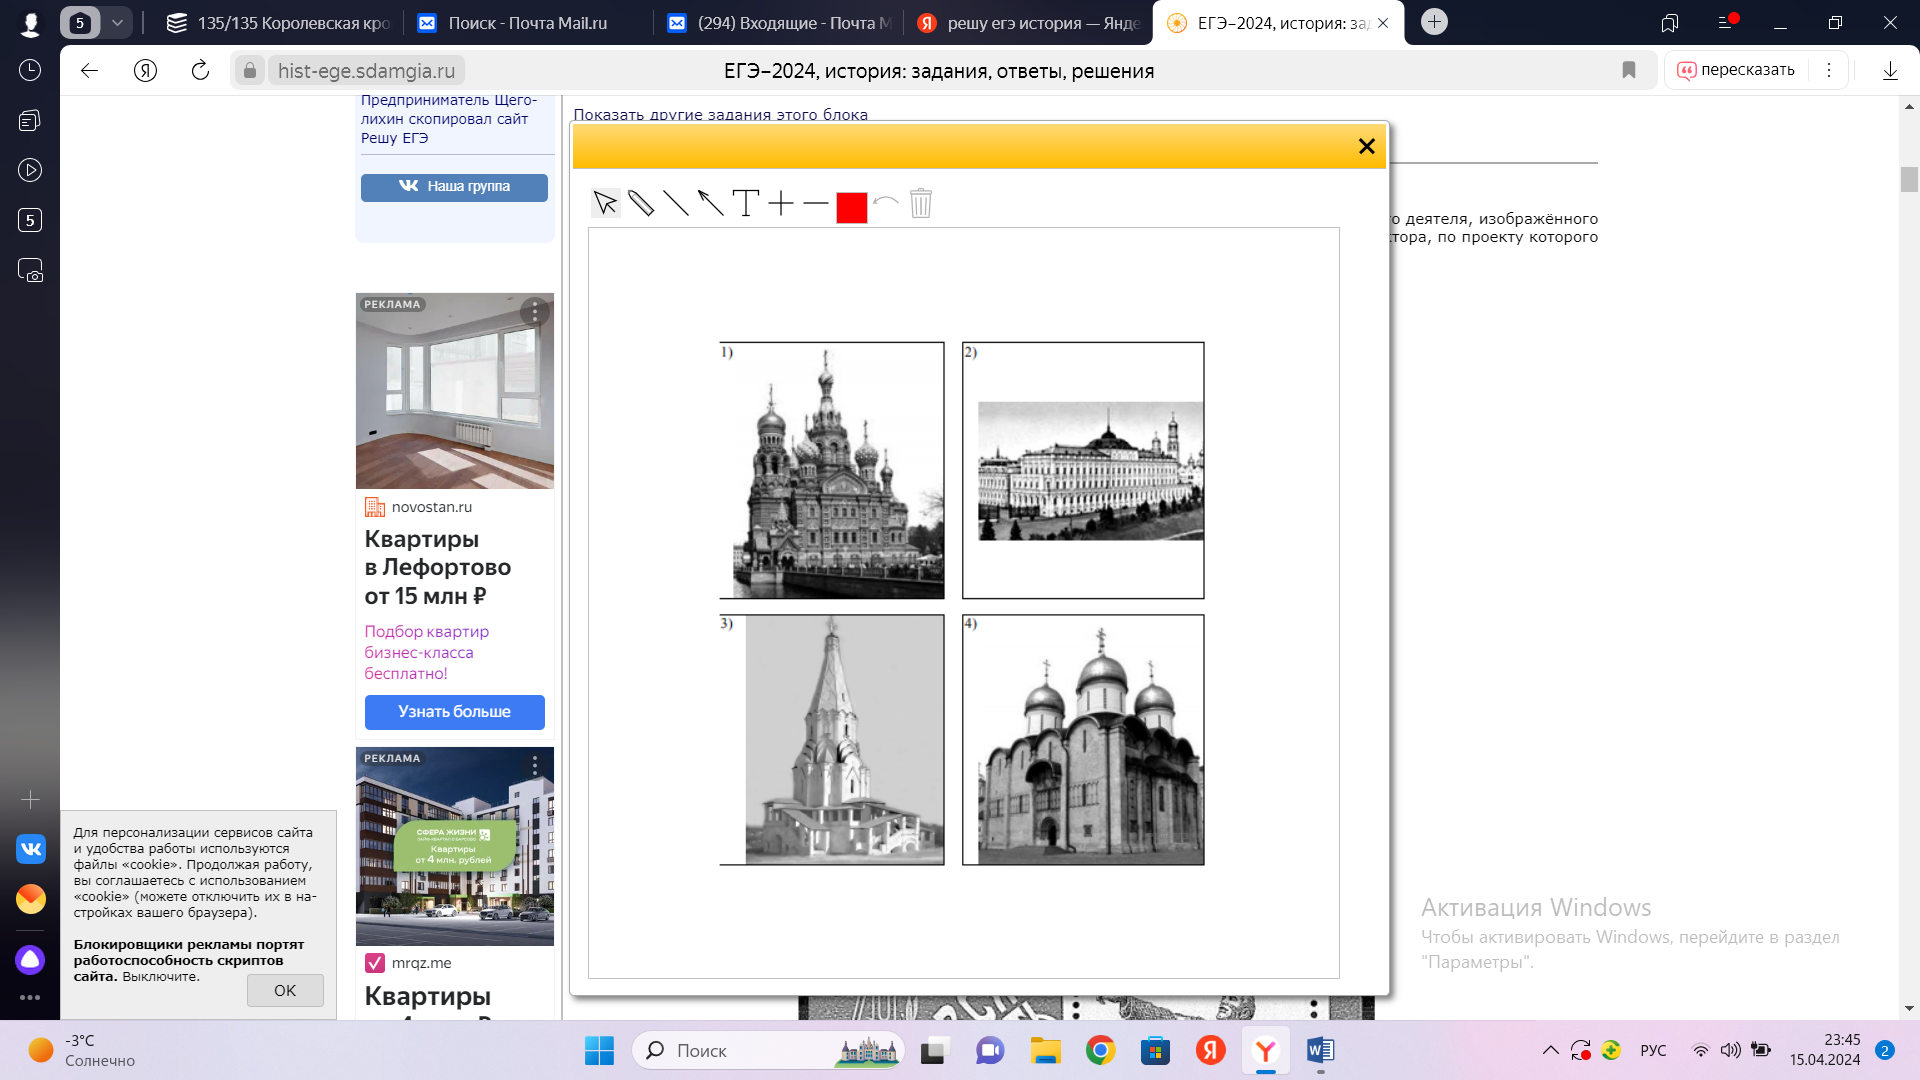 5
135/135 Королевская кро
Поиск - Почта Mail.ru
(294) Входящие - Почта М
решу егэ история — Янде
ЕГЭ–2024, история: зад
hist-ege.sdamgia.ru
ЕГЭ–2024, история: задания, ответы, решения
пересказать
5
Предприниматель Щего-
лихин скопировал сайт
Решу ЕГЭ
Наша группа
Показать другие задания этого блока
о деятеля, изображённого
тора, по проекту которого
РЕКЛАМА
novostan.ru
Квартиры
в Лефортово
от 15 млн ₽
Подбор квартир
бизнес-класса
бесплатно!
Узнать больше
РЕКЛАМА
СФЕРА ЖИЗНИ
Квартиры
от 4 млн. рублей
mrqz.me
Квартиры
1)
2)
3)
4)
Для персонализации сервисов сайта
и удобства работы используются
файлы «cookie». Продолжая работу,
вы соглашаетесь с использованием
«cookie» (можете отключить их в на-
стройках вашего браузера).
Блокировщики рекламы портят
работоспособность скриптов
сайта. Выключите.
OK
Активация Windows
Чтобы активировать Windows, перейдите в раздел
"Параметры".
-3°C
Солнечно
Поиск
РУС
23:45
15.04.2024
2